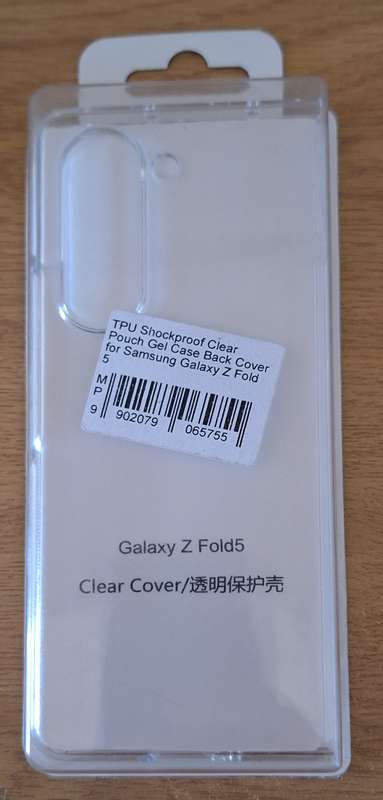 TPU Shockproof Clear
Pouch Gel Case Back Cover
for Samsung Galaxy Z Fold
5
MP
9 902079 065755
Galaxy Z Fold5
Clear Cover/透明保护壳